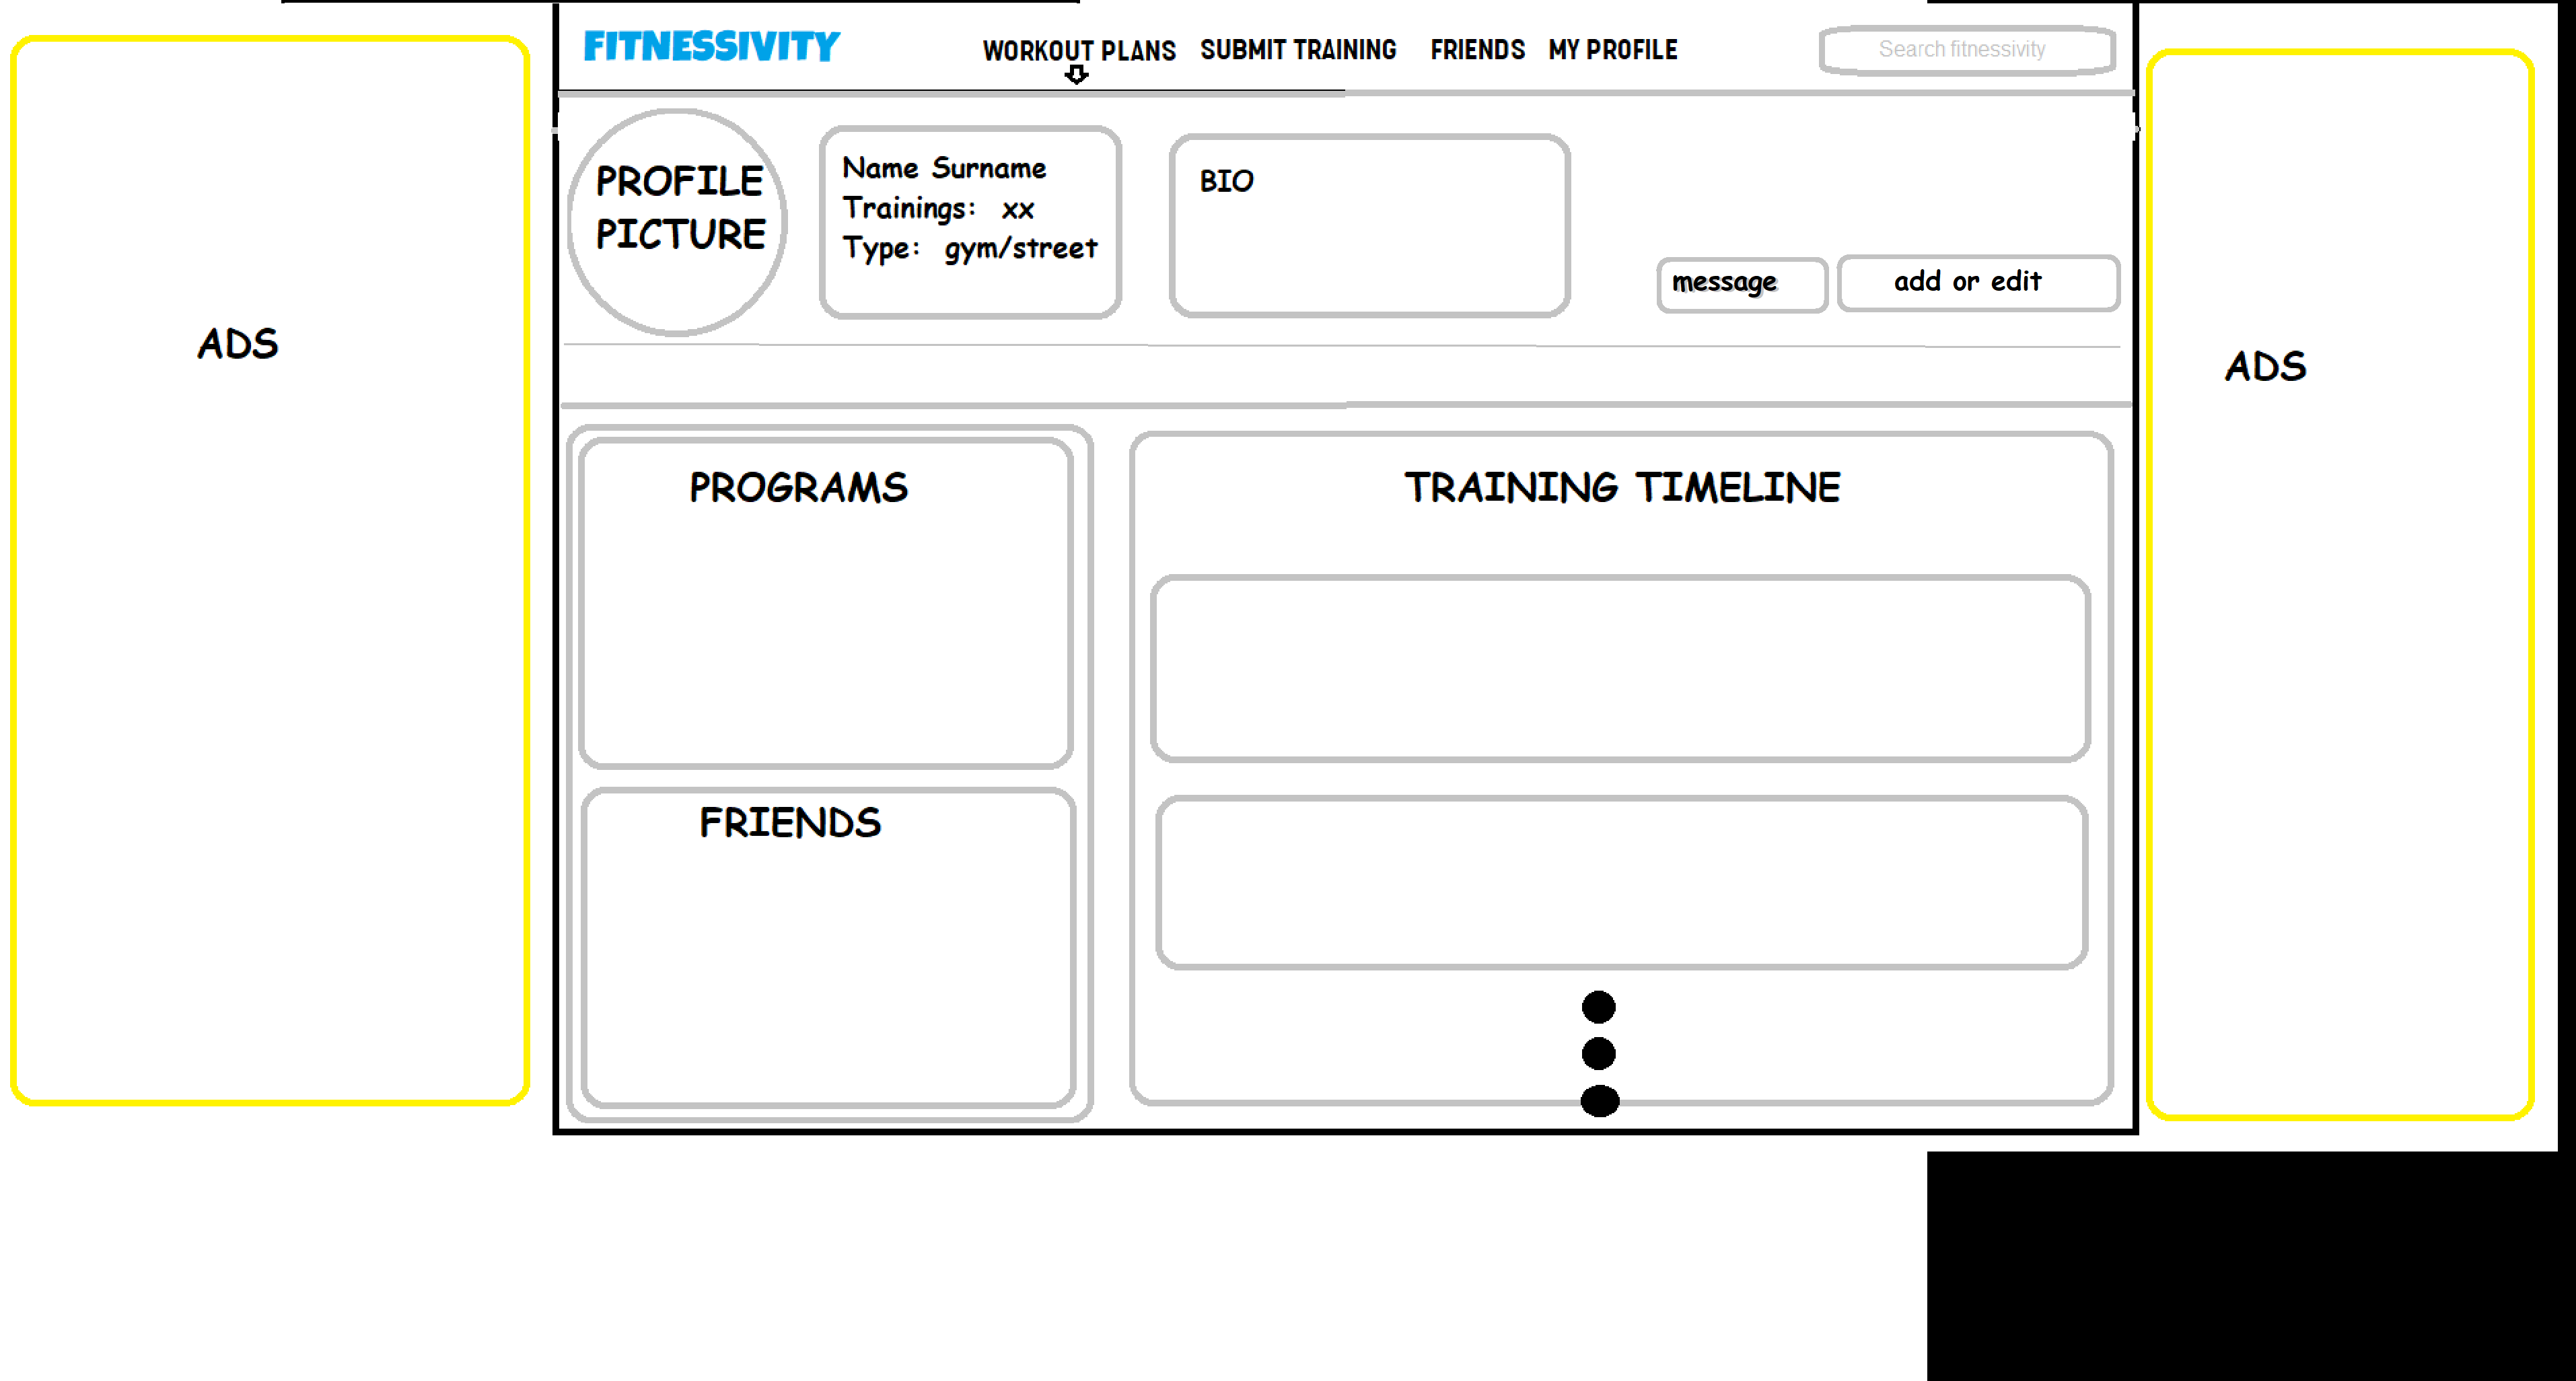 FITNESSIVITY
WORKOUT PLANS SUBMIT TRAINING FRIENDS MY PROFILE
Search fitnessivity
PROFILE
PICTURE
Name Surname
Trainings: xx
Type: gym/street
BIO
message
add or edit
ADS
ADS
PROGRAMS
TRAINING TIMELINE
FRIENDS